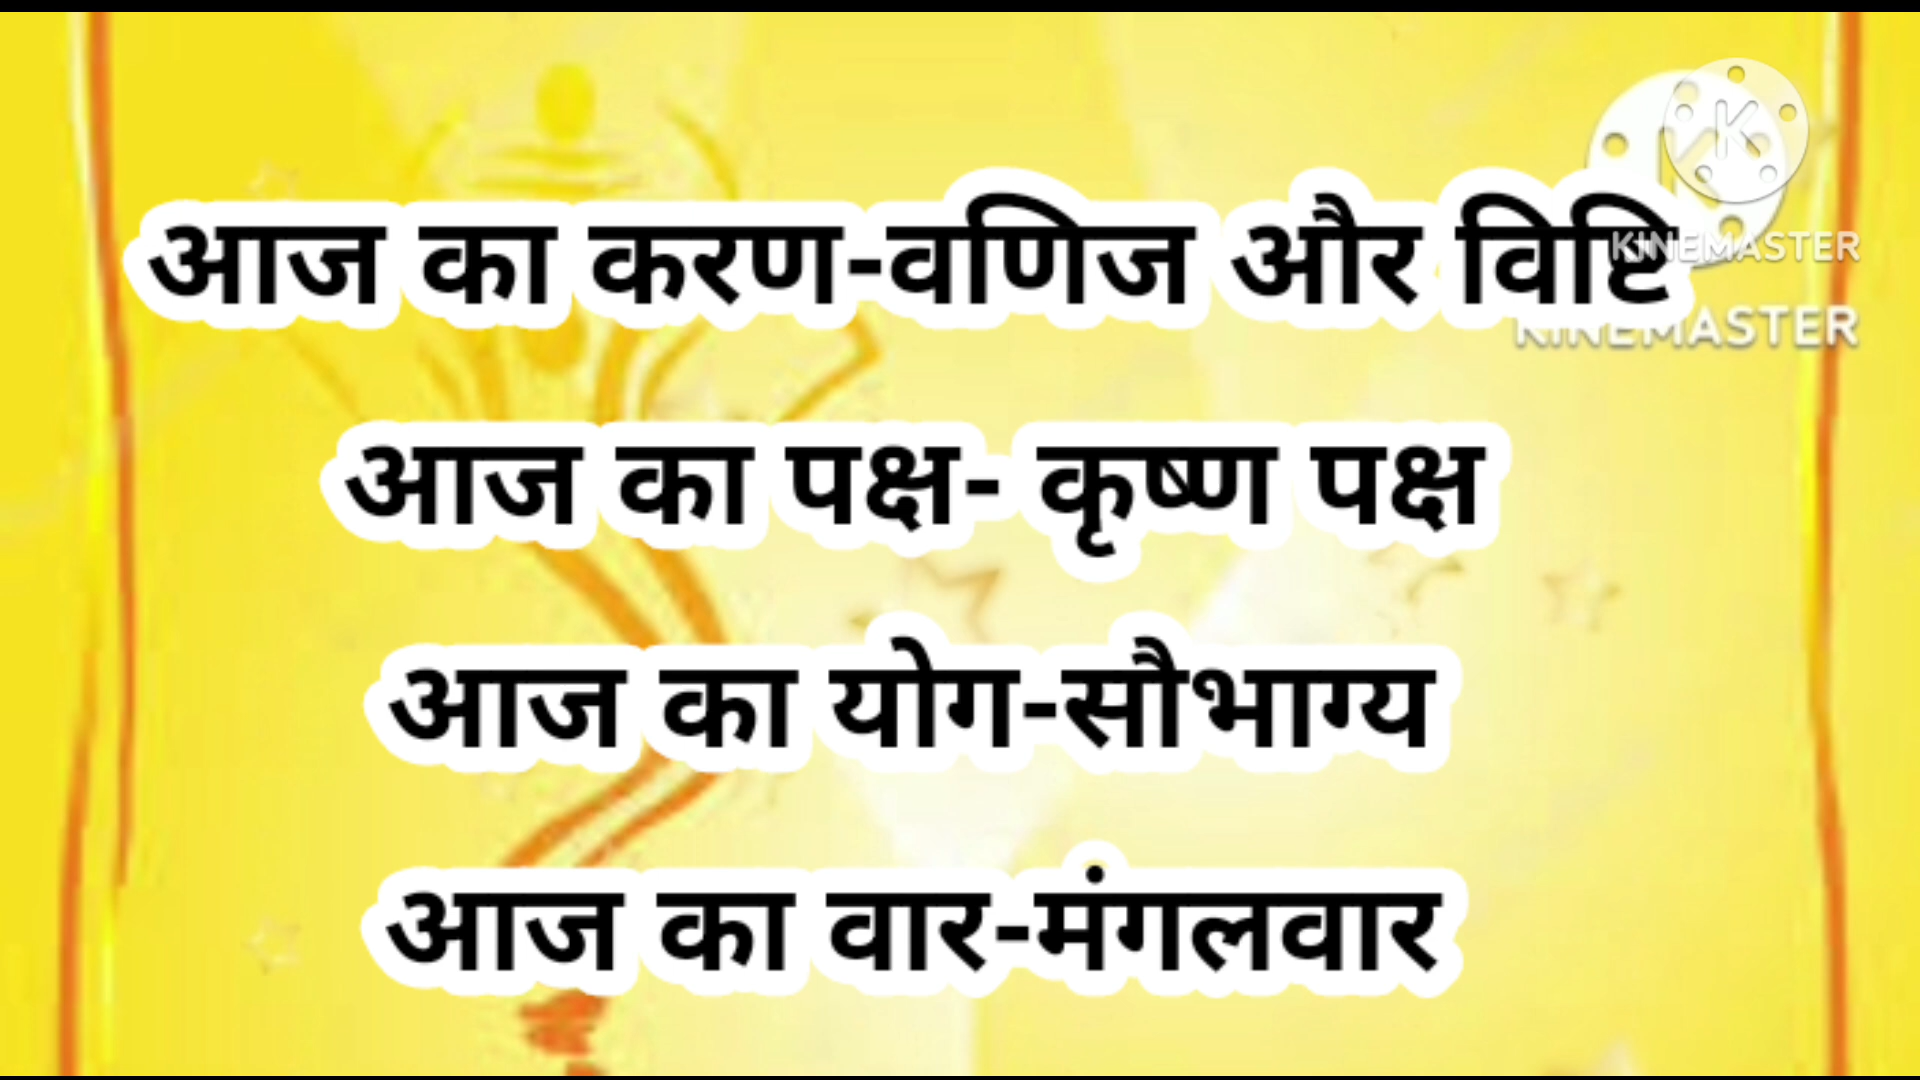 आज का करण-वणिज और विष्टि
KINEMASTER
KINEMASTER
आज का पक्ष- कृष्ण पक्ष
आज का योग-सौभाग्य
आज का वार-मंगलवार